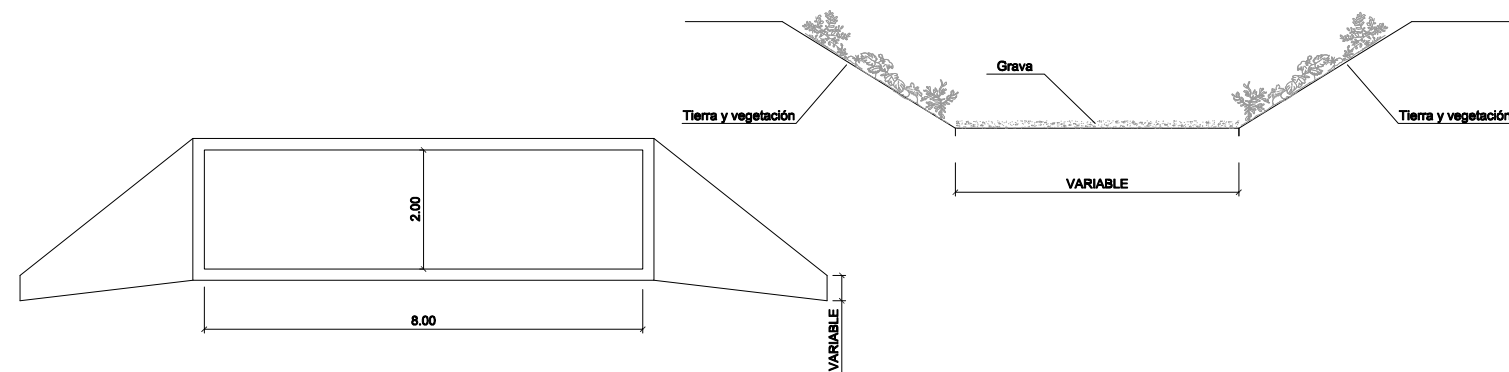 Grava
Tierra y vegetación
Tierra y vegetación
VARIABLE
2.00
8.00
VARIABLE